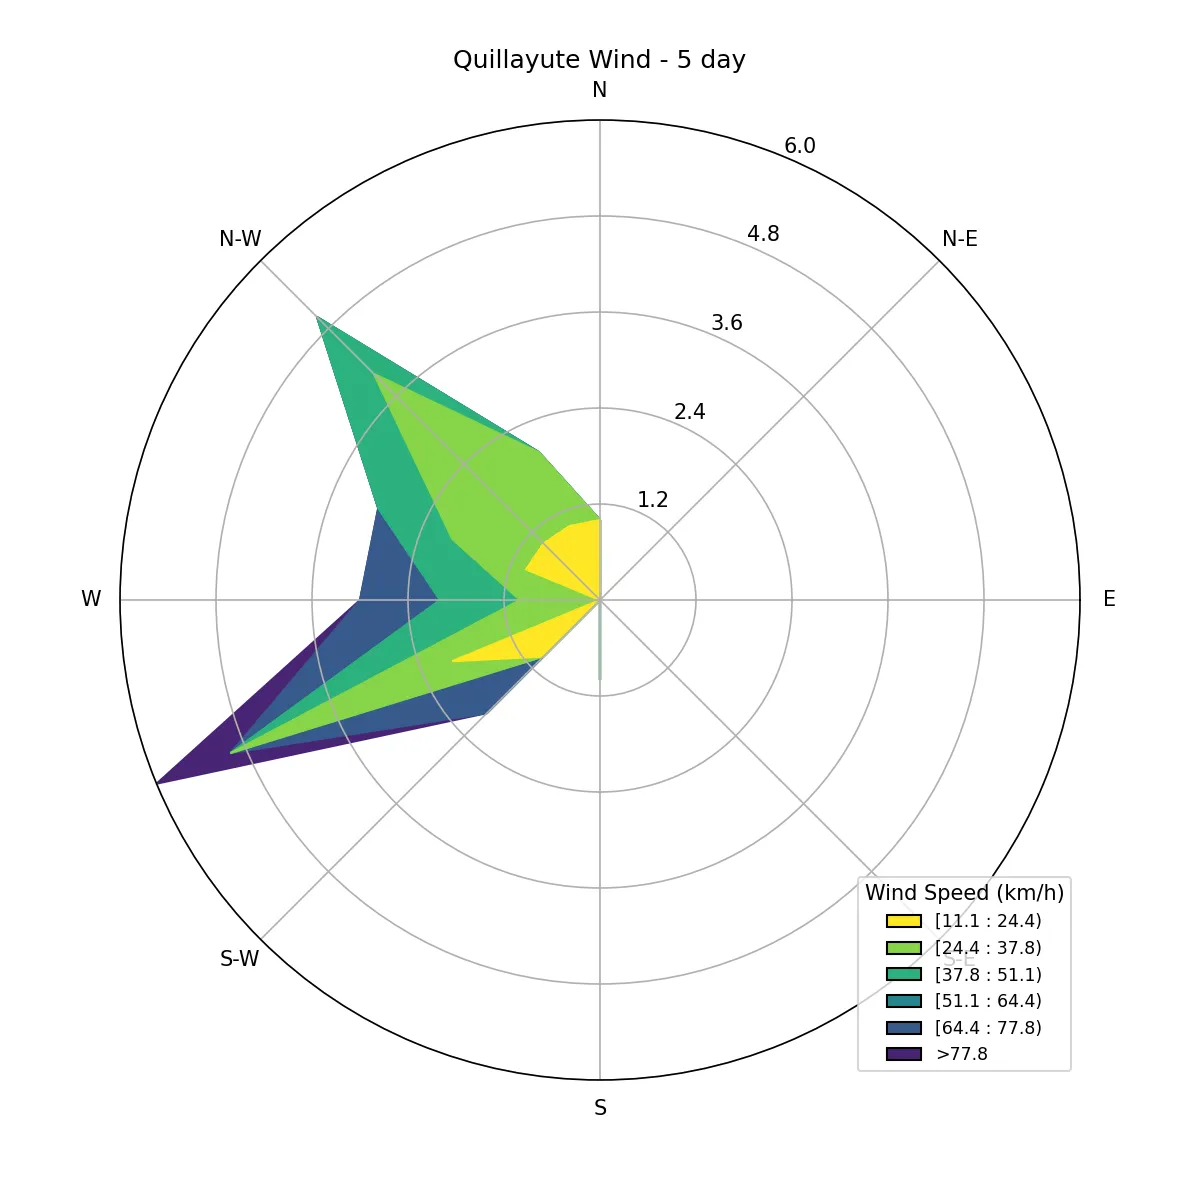 Quillayute Wind - 5 day
N
6.0
N-W
4.8
N-E
3.6
2.4
1.2
W
E
Wind Speed (km/h)
[11.1 : 24.4)
[24.4 : 37.8)
S-W
S-E
[37.8 : 51.1)
[51.1 : 64.4)
[64.4 : 77.8)
>77.8
S